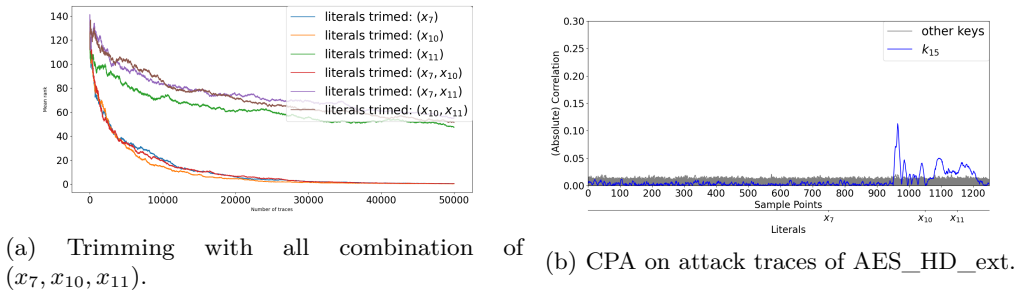 140
120
100
80
60
40
20
0
Mean rank
0 10000 20000 30000 40000 50000
Number of traces
literals trimed: (x₇)
literals trimed: (x₁₀)
literals trimed: (x₁₁)
literals trimed: (x₇, x₁₀)
literals trimed: (x₇, x₁₁)
literals trimed: (x₁₀, x₁₁)
(a) Trimming with all combination of
(x₇, x₁₀, x₁₁).
0.30
0.25
0.20
0.15
0.10
0.05
0.00
(Absolute) Correlation
other keys
k₁₅
0 100 200 300 400 500 600 700 800 900 1000 1100 1200
Sample Points
x₇ x₁₀ x₁₁
Literals
(b) CPA on attack traces of AES_HD_ext.